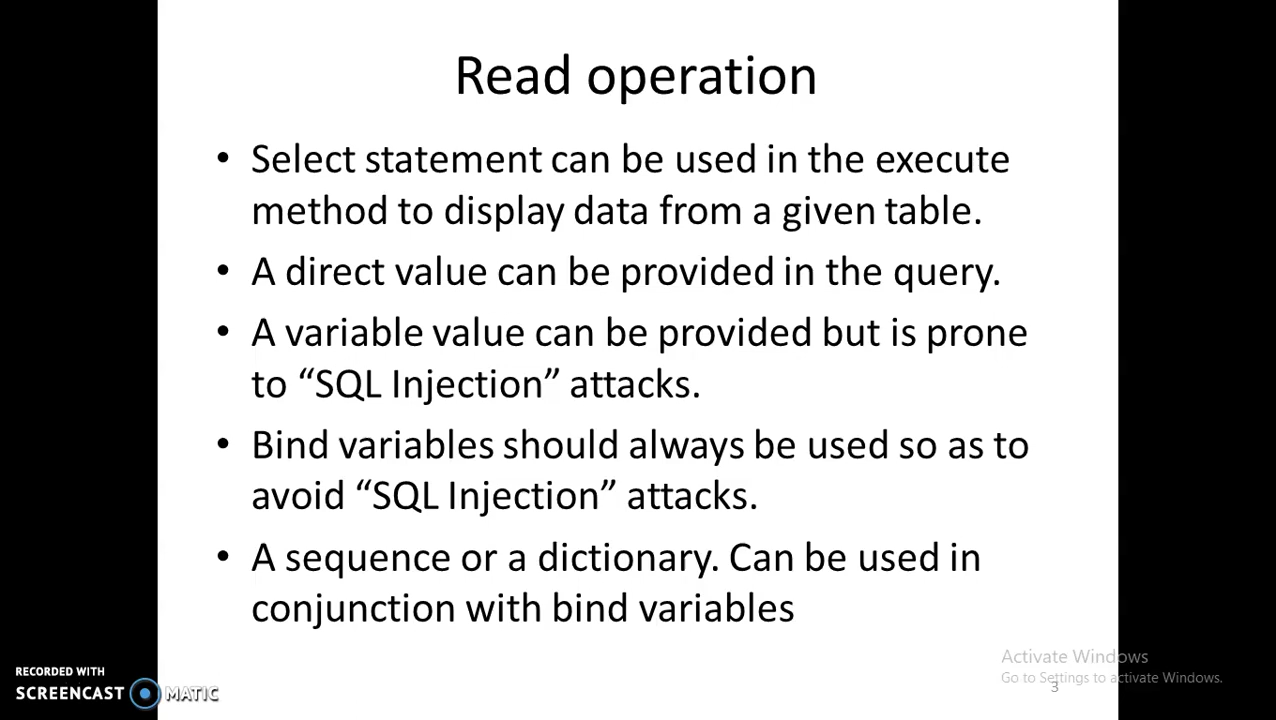 Read operation
• Select statement can be used in the execute
method to display data from a given table.
• A direct value can be provided in the query.
• A variable value can be provided but is prone
to “SQL Injection” attacks.
• Bind variables should always be used so as to
avoid “SQL Injection” attacks.
• A sequence or a dictionary. Can be used in
conjunction with bind variables
Activate Windows
Go to Settings to activate Windows.
3
RECORDED WITH
SCREENCAST MATIC